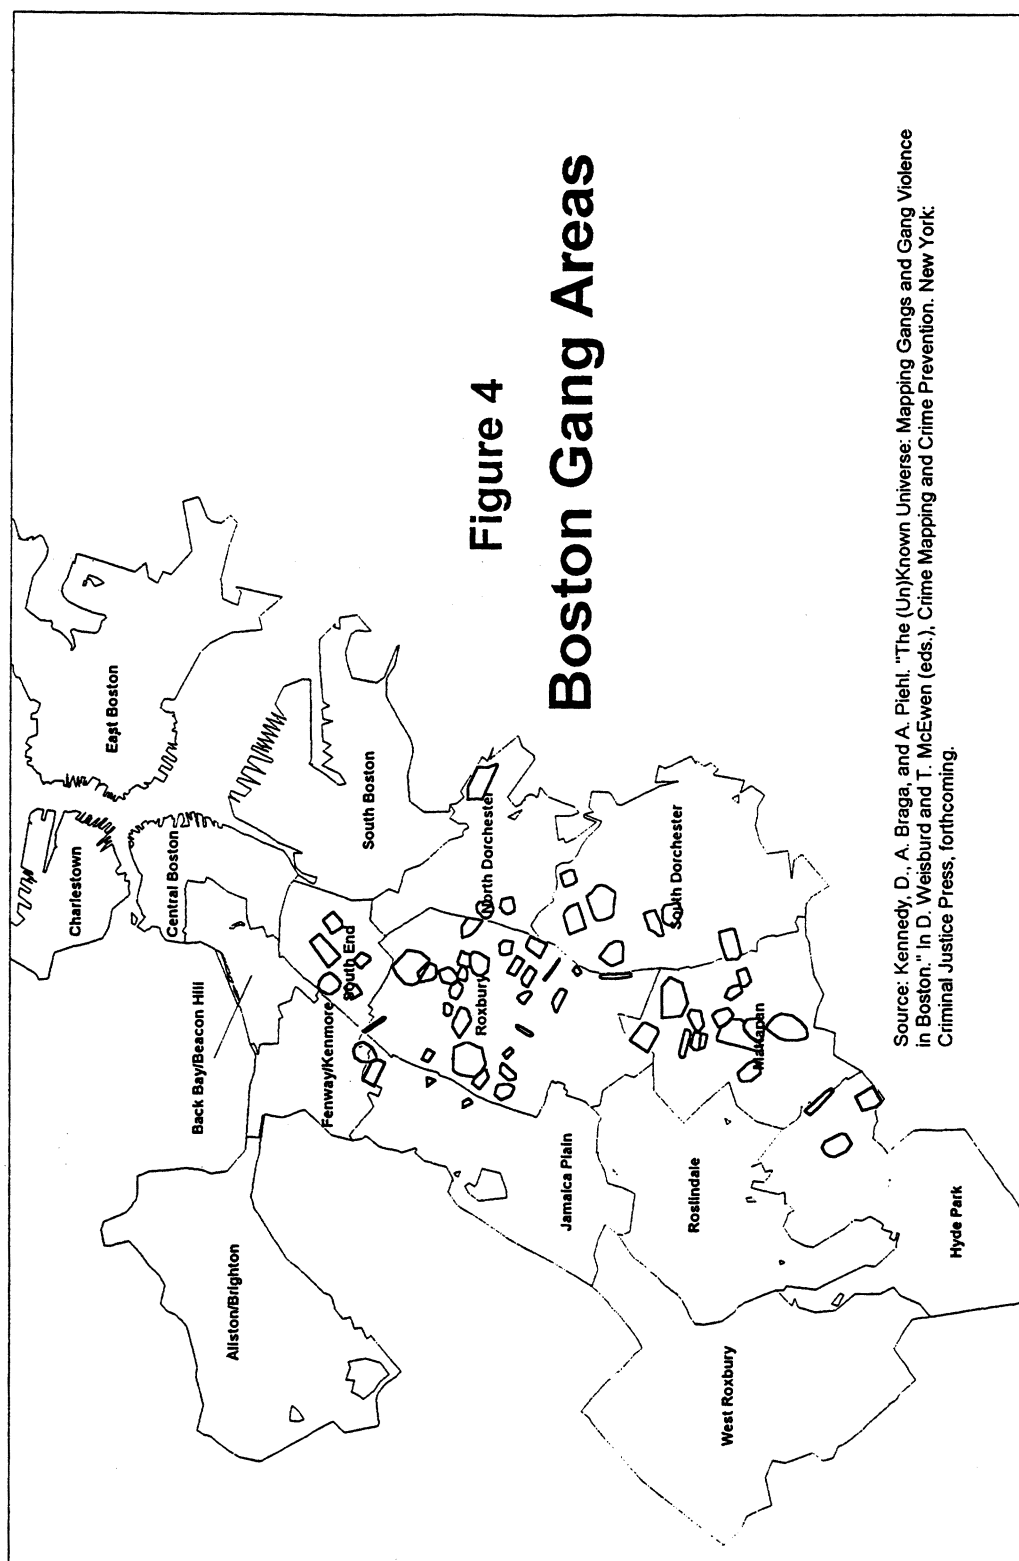 Figure 4
Boston Gang Areas
East Boston
Charlestown
Central Boston
South Boston
Back Bay/Beacon Hill
South End
Fenway/Kenmore
Allston/Brighton
North Dorchester
Roxbury
South Dorchester
Jamaica Plain
Mattapan
Roslindale
West Roxbury
Hyde Park
Source: Kennedy, D., A. Braga, and A. Piehl. "The (Un)Known Universe: Mapping Gangs and Gang Violence
in Boston." In D. Weisburd and T. McEwen (eds.), Crime Mapping and Crime Prevention. New York:
Criminal Justice Press, forthcoming.